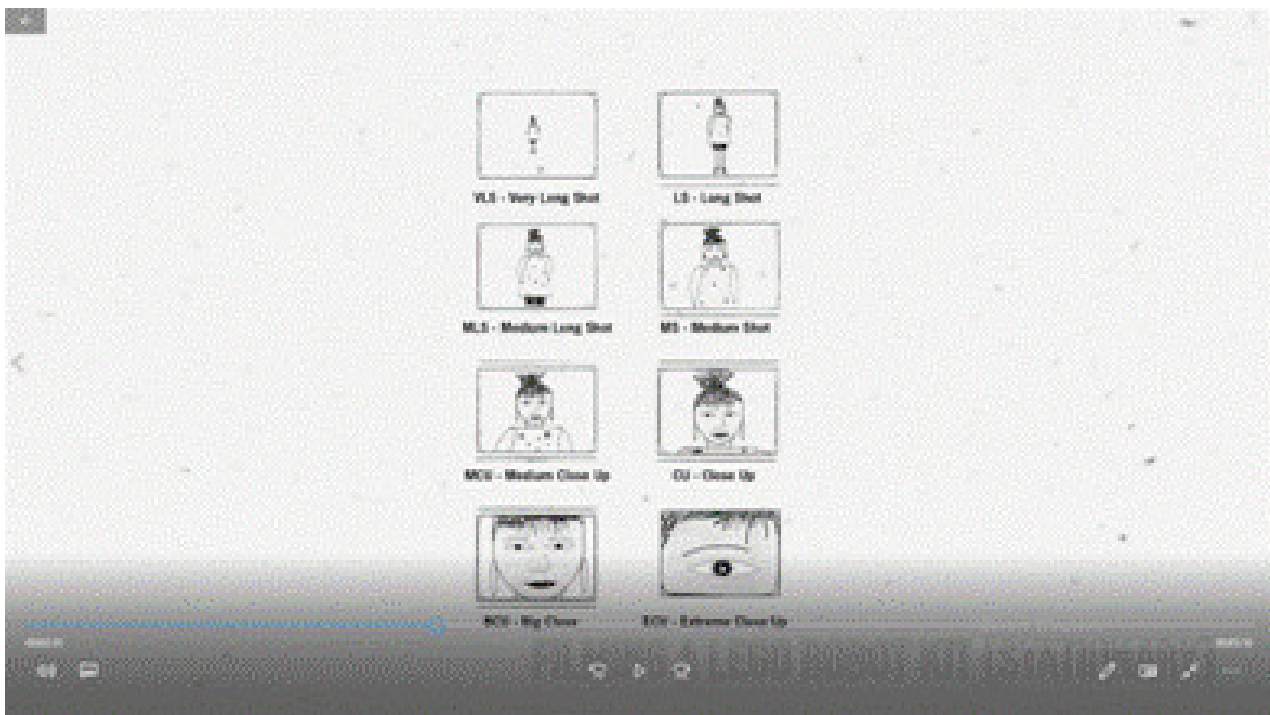 VLS - Very Long Shot
LS - Long Shot
MLS - Medium Long Shot
MS - Medium Shot
MCU - Medium Close Up
CU - Close Up
BCU - Big Close
ECU - Extreme Close Up